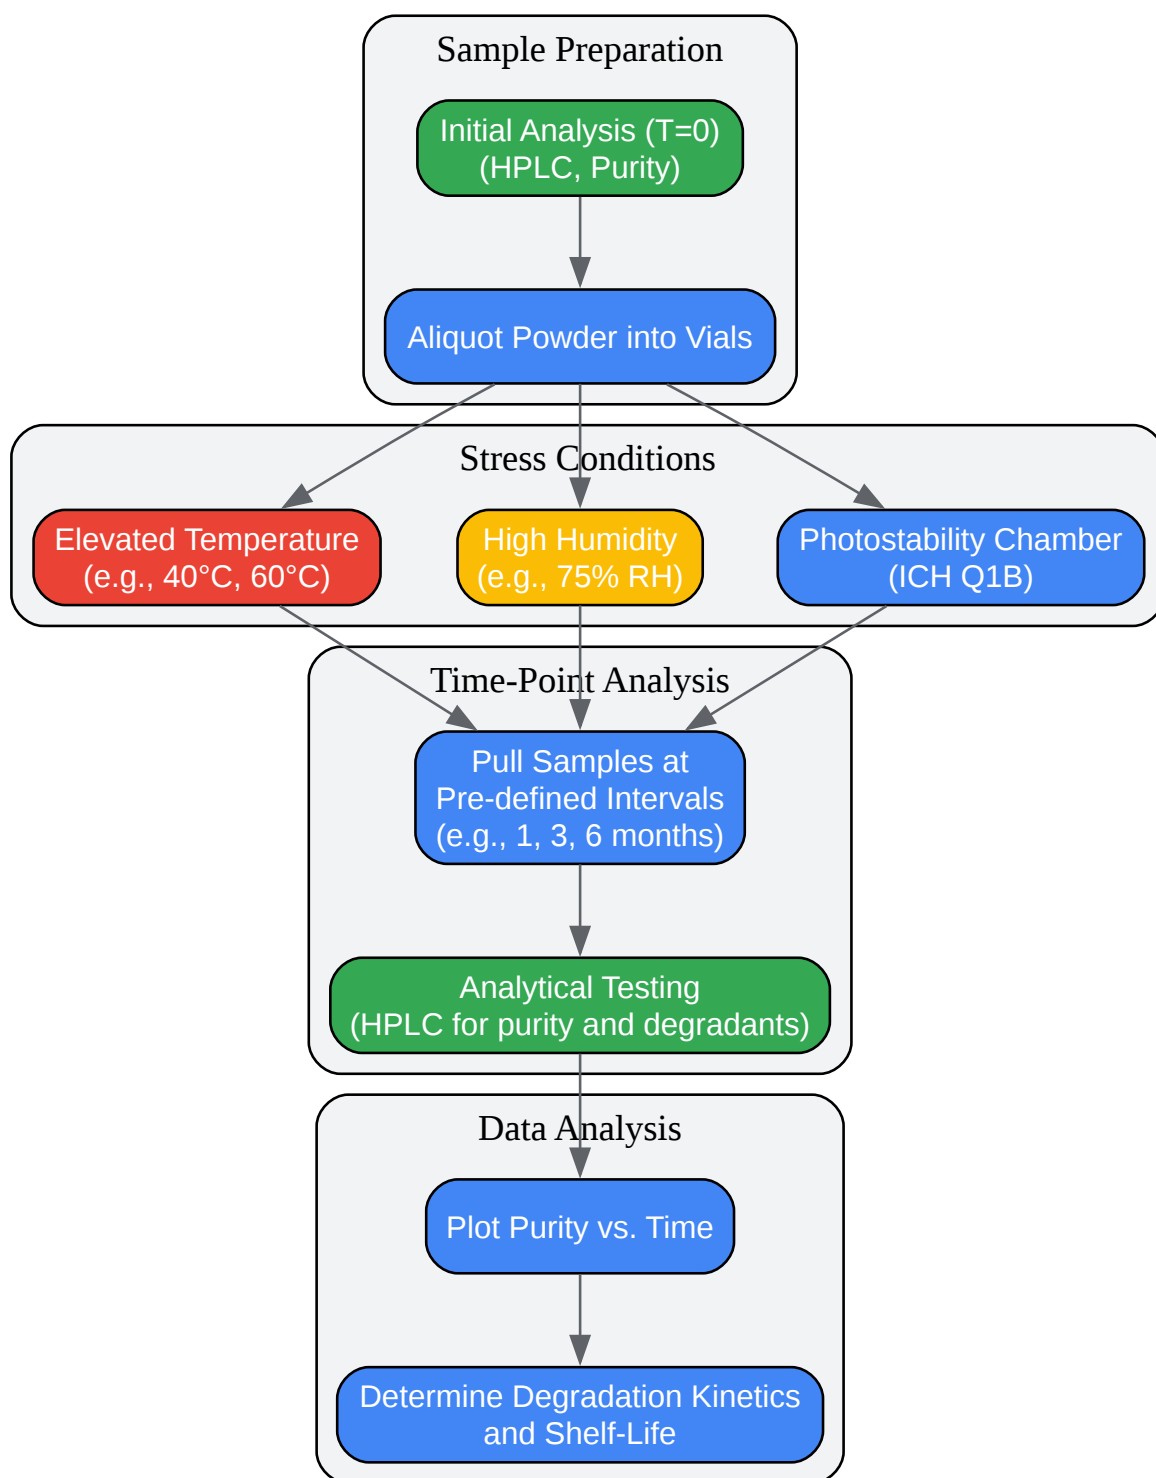 Sample Preparation
Initial Analysis (T=0)
(HPLC, Purity)
Aliquot Powder into Vials
Stress Conditions
Elevated Temperature
(e.g., 40°C, 60°C)
High Humidity
(e.g., 75% RH)
Photostability Chamber
(ICH Q1B)
Time-Point Analysis
Pull Samples at
Pre-defined Intervals
(e.g., 1, 3, 6 months)
Analytical Testing
(HPLC for purity and degradants)
Data Analysis
Plot Purity vs. Time
Determine Degradation Kinetics
and Shelf-Life